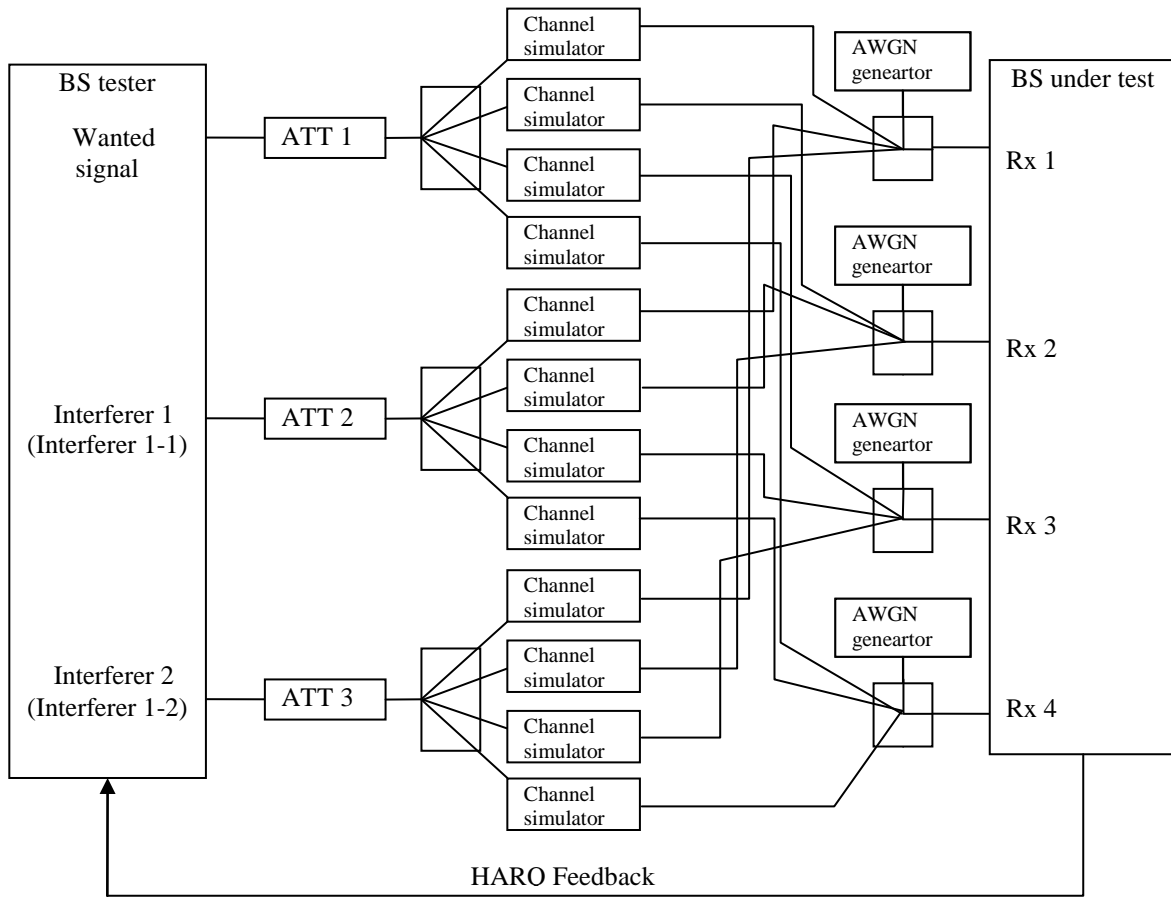 BS tester
Wanted
signal
Interferer 1
(Interferer 1-1)
Interferer 2
(Interferer 1-2)
ATT 1
ATT 2
ATT 3
Channel
simulator
Channel
simulator
Channel
simulator
Channel
simulator
Channel
simulator
Channel
simulator
Channel
simulator
Channel
simulator
Channel
simulator
Channel
simulator
Channel
simulator
Channel
simulator
AWGN
geneartor
AWGN
geneartor
AWGN
geneartor
AWGN
geneartor
BS under test
Rx 1
Rx 2
Rx 3
Rx 4
HARO Feedback